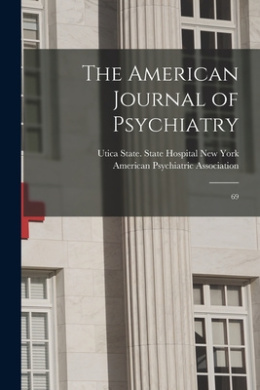 The American
Journal of
Psychiatry
Utica State. State Hospital New York
American Psychiatric Association
69